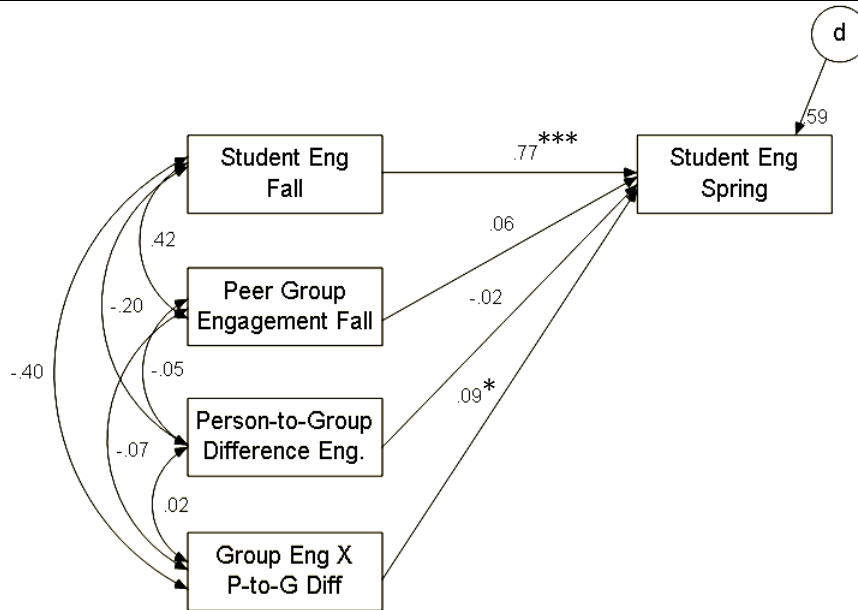 d
.59
Student Eng
Fall
.77***
Student Eng
Spring
.42
.06
Peer Group
Engagement Fall
-.20
-.02
-.40
-.05
.09*
Person-to-Group
Difference Eng.
-.07
.02
Group Eng X
P-to-G Diff